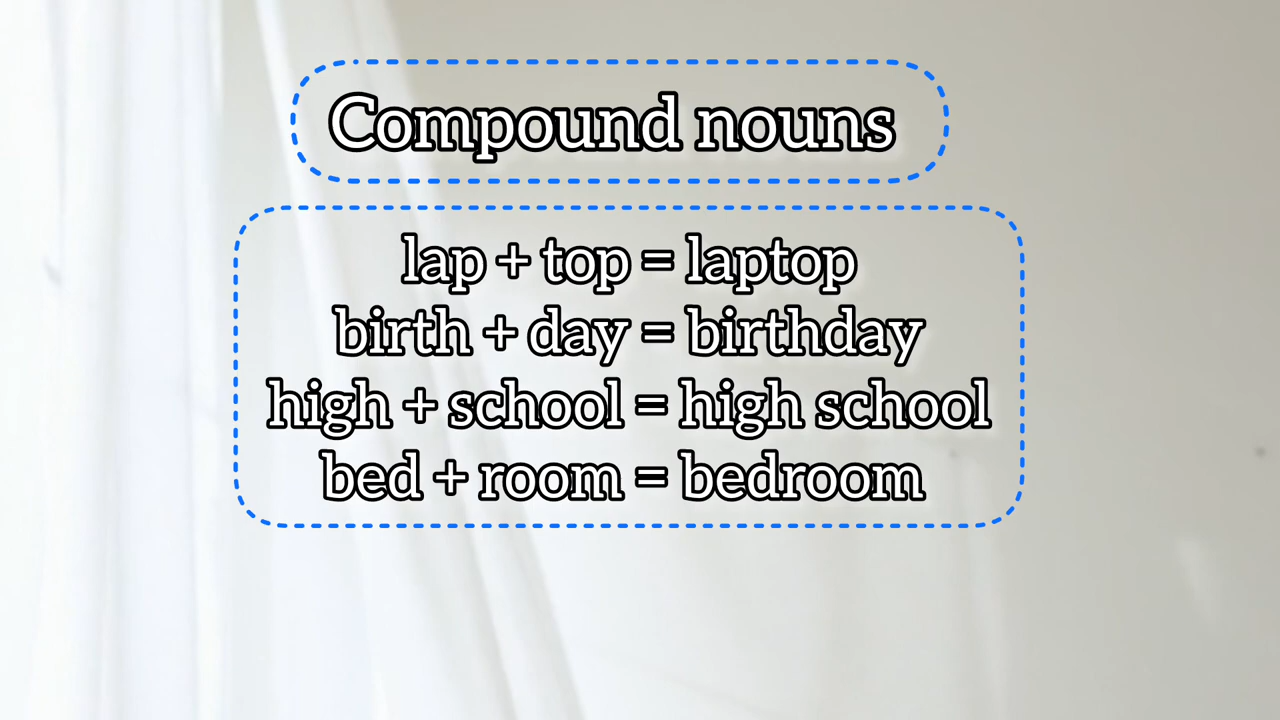 Compound nouns
lap + top = laptop
birth + day = birthday
high + school = high school
bed + room = bedroom